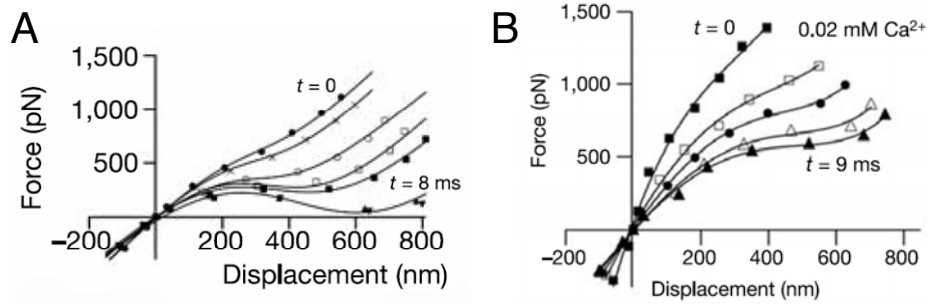 A
Force (pN)
1,500
1,000
500
t = 0
t = 8 ms
−200
200
400
600
800
Displacement (nm)
B
Force (pN)
1,500
1,000
500
t = 0
0.02 mM Ca²⁺
t = 9 ms
−200
0
200
400
600
800
Displacement (nm)